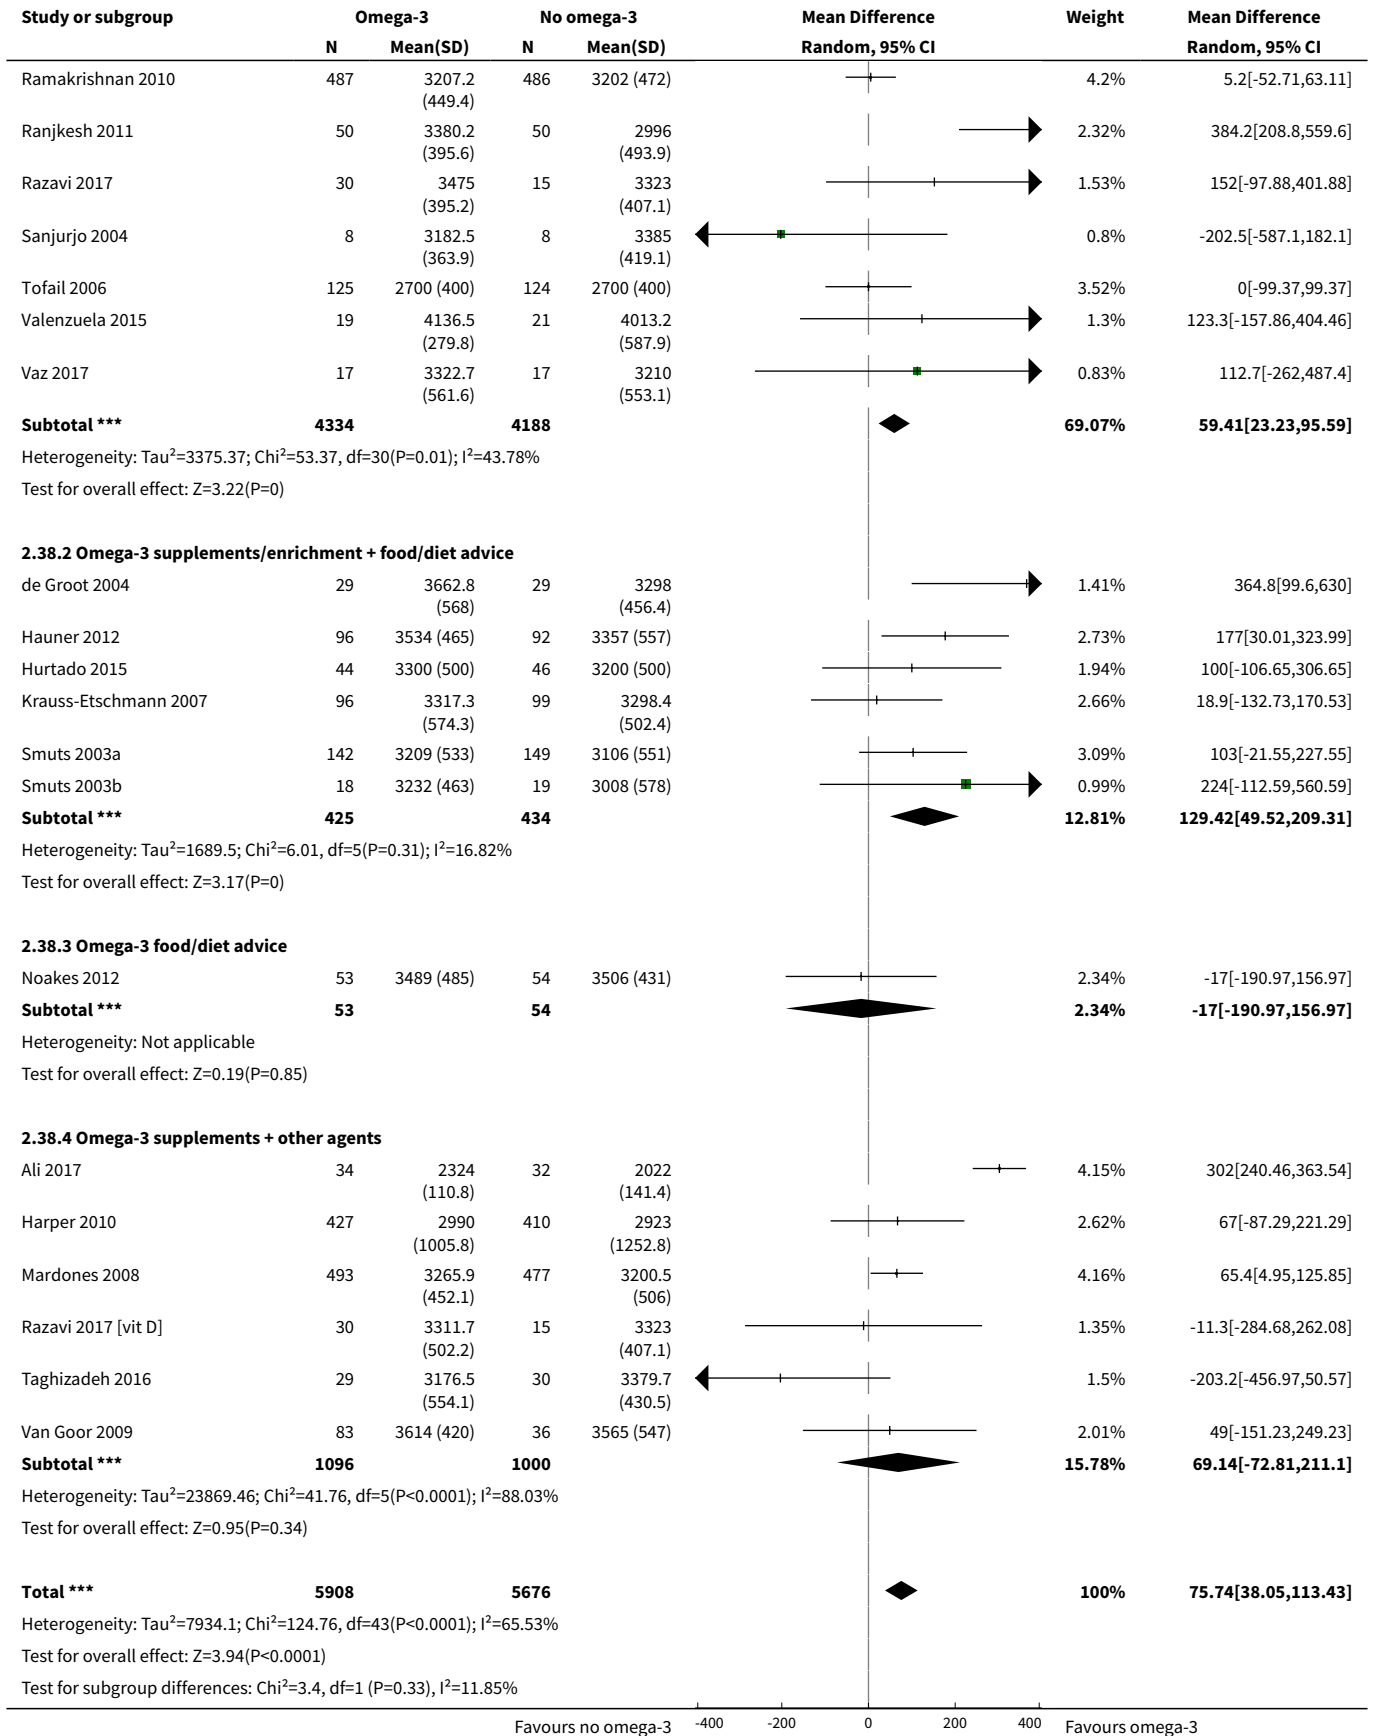 Study or subgroup Omega-3 No omega-3 Mean Difference Weight Mean Difference
N Mean(SD) N Mean(SD) Random, 95% CI Random, 95% CI
Ramakrishnan 2010 487 3207.2 486 3202 (472) 4.2% 5.2[-52.71,63.11]
(449.4)
Ranjkesh 2011 50 3380.2 50 2996 2.32% 384.2[208.8,559.6]
(395.6) (493.9)
Razavi 2017 30 3475 15 3323 1.53% 152[-97.88,401.88]
(395.2) (407.1)
Sanjurjo 2004 8 3182.5 8 3385 0.8% -202.5[-587.1,182.1]
(363.9) (419.1)
Tofail 2006 125 2700 (400) 124 2700 (400) 3.52% 0[-99.37,99.37]
Valenzuela 2015 19 4136.5 21 4013.2 1.3% 123.3[-157.86,404.46]
(279.8) (587.9)
Vaz 2017 17 3322.7 17 3210 0.83% 112.7[-262,487.4]
(561.6) (553.1)
Subtotal *** 4334 4188 69.07% 59.41[23.23,95.59]
Heterogeneity: Tau²=3375.37; Chi²=53.37, df=30(P=0.01); I²=43.78%
Test for overall effect: Z=3.22(P=0)
2.38.2 Omega-3 supplements/enrichment + food/diet advice
de Groot 2004 29 3662.8 29 3298 1.41% 364.8[99.6,630]
(568) (456.4)
Hauner 2012 96 3534 (465) 92 3357 (557) 2.73% 177[30.01,323.99]
Hurtado 2015 44 3300 (500) 46 3200 (500) 1.94% 100[-106.65,306.65]
Krauss-Etschmann 2007 96 3317.3 99 3298.4 2.66% 18.9[-132.73,170.53]
(574.3) (502.4)
Smuts 2003a 142 3209 (533) 149 3106 (551) 3.09% 103[-21.55,227.55]
Smuts 2003b 18 3232 (463) 19 3008 (578) 0.99% 224[-112.59,560.59]
Subtotal *** 425 434 12.81% 129.42[49.52,209.31]
Heterogeneity: Tau²=1689.5; Chi²=6.01, df=5(P=0.31); I²=16.82%
Test for overall effect: Z=3.17(P=0)
2.38.3 Omega-3 food/diet advice
Noakes 2012 53 3489 (485) 54 3506 (431) 2.34% -17[-190.97,156.97]
Subtotal *** 53 54 2.34% -17[-190.97,156.97]
Heterogeneity: Not applicable
Test for overall effect: Z=0.19(P=0.85)
2.38.4 Omega-3 supplements + other agents
Ali 2017 34 2324 32 2022 4.15% 302[240.46,363.54]
(110.8) (141.4)
Harper 2010 427 2990 410 2923 2.62% 67[-87.29,221.29]
(1005.8) (1252.8)
Mardones 2008 493 3265.9 477 3200.5 4.16% 65.4[4.95,125.85]
(452.1) (506)
Razavi 2017 [vit D] 30 3311.7 15 3323 1.35% -11.3[-284.68,262.08]
(502.2) (407.1)
Taghizadeh 2016 29 3176.5 30 3379.7 1.5% -203.2[-456.97,50.57]
(554.1) (430.5)
Van Goor 2009 83 3614 (420) 36 3565 (547) 2.01% 49[-151.23,249.23]
Subtotal *** 1096 1000 15.78% 69.14[-72.81,211.1]
Heterogeneity: Tau²=23869.46; Chi²=41.76, df=5(P<0.0001); I²=88.03%
Test for overall effect: Z=0.95(P=0.34)
Total *** 5908 5676 100% 75.74[38.05,113.43]
Heterogeneity: Tau²=7934.1; Chi²=124.76, df=43(P<0.0001); I²=65.53%
Test for overall effect: Z=3.94(P<0.0001)
Test for subgroup differences: Chi²=3.4, df=1 (P=0.33), I²=11.85%
Favours no omega-3 -400 -200 0 200 400 Favours omega-3